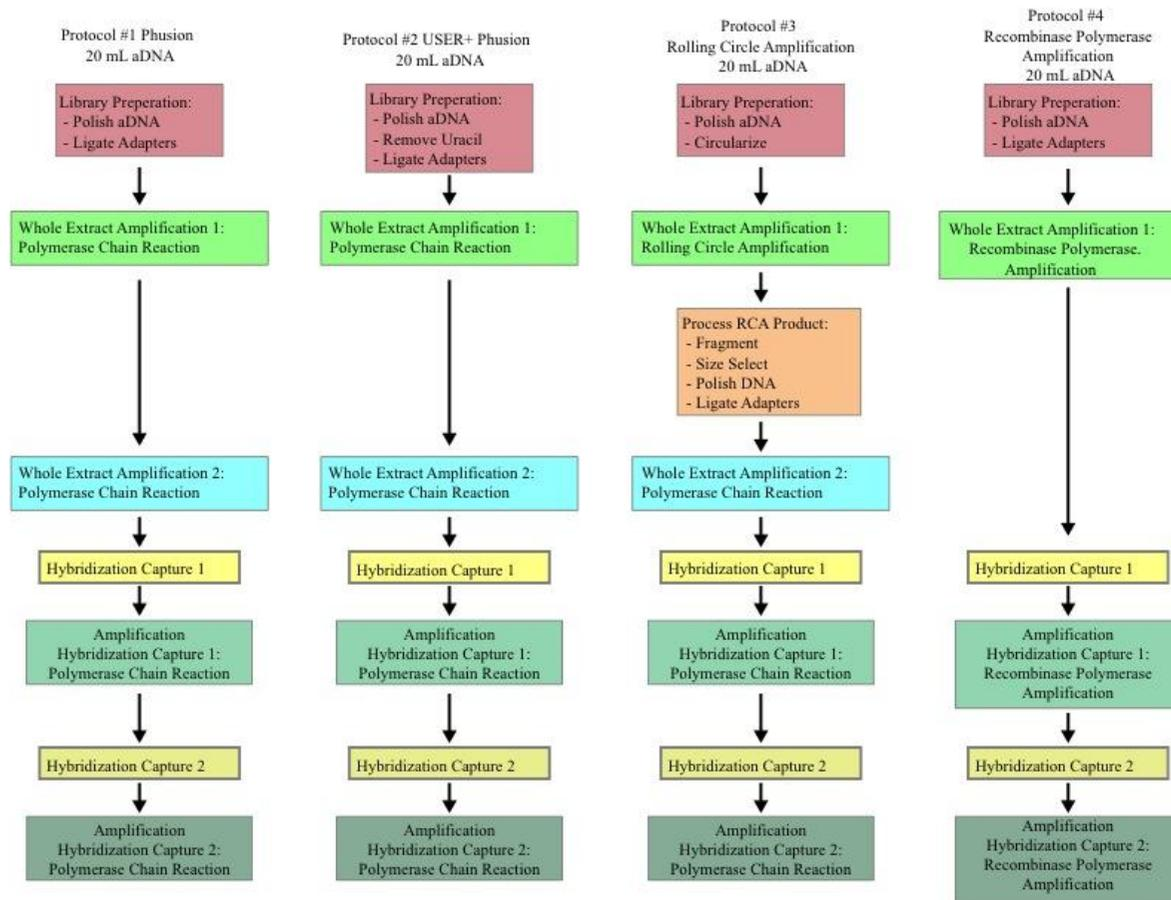 Protocol #1 Phusion
20 mL aDNA
Library Preperation:
- Polish aDNA
- Ligate Adapters
Whole Extract Amplification 1:
Polymerase Chain Reaction
Whole Extract Amplification 2:
Polymerase Chain Reaction
Hybridization Capture 1
Amplification
Hybridization Capture 1:
Polymerase Chain Reaction
Hybridization Capture 2
Amplification
Hybridization Capture 2:
Polymerase Chain Reaction
Protocol #2 USER+ Phusion
20 mL aDNA
Library Preperation:
- Polish aDNA
- Remove Uracil
- Ligate Adapters
Whole Extract Amplification 1:
Polymerase Chain Reaction
Whole Extract Amplification 2:
Polymerase Chain Reaction
Hybridization Capture 1
Amplification
Hybridization Capture 1:
Polymerase Chain Reaction
Hybridization Capture 2
Amplification
Hybridization Capture 2:
Polymerase Chain Reaction
Protocol #3
Rolling Circle Amplification
20 mL aDNA
Library Preperation:
- Polish aDNA
- Circularize
Whole Extract Amplification 1:
Rolling Circle Amplification
Process RCA Product:
- Fragment
- Size Select
- Polish DNA
- Ligate Adapters
Whole Extract Amplification 2:
Polymerase Chain Reaction
Hybridization Capture 1
Amplification
Hybridization Capture 1:
Polymerase Chain Reaction
Hybridization Capture 2
Amplification
Hybridization Capture 2:
Polymerase Chain Reaction
Protocol #4
Recombinase Polymerase
Amplification
20 mL aDNA
Library Preperation:
- Polish aDNA
- Ligate Adapters
Whole Extract Amplification 1:
Recombinase Polymerase.
Amplification
Hybridization Capture 1
Amplification
Hybridization Capture 1:
Recombinase Polymerase
Amplification
Hybridization Capture 2
Amplification
Hybridization Capture 2:
Recombinase Polymerase
Amplification